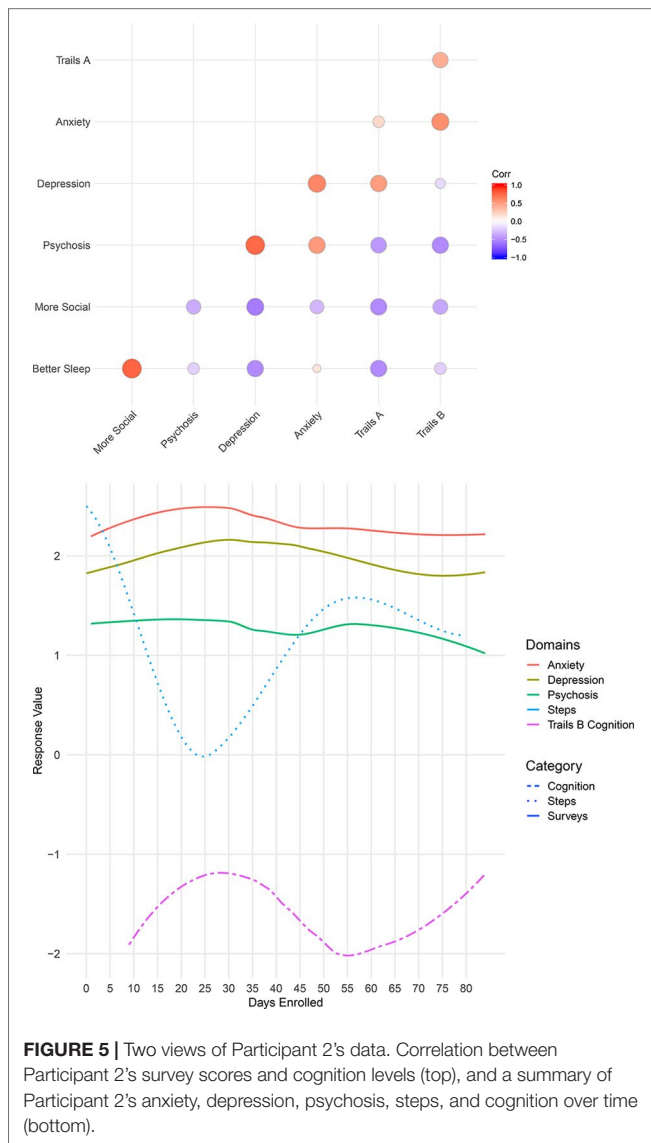 Trails A
Anxiety
Depression
Psychosis
More Social
Better Sleep
More Social
Psychosis
Depression
Anxiety
Trails A
Trails B
Corr
1.0
0.5
0.0
−0.5
−1.0
Response Value
2
1
0
−1
−2
0 5 10 15 20 25 30 35 40 45 50 55 60 65 70 75 80
Days Enrolled
Domains
Anxiety
Depression
Psychosis
Steps
Trails B Cognition
Category
Cognition
Steps
Surveys
FIGURE 5 | Two views of Participant 2’s data. Correlation between
Participant 2’s survey scores and cognition levels (top), and a summary of
Participant 2’s anxiety, depression, psychosis, steps, and cognition over time
(bottom).